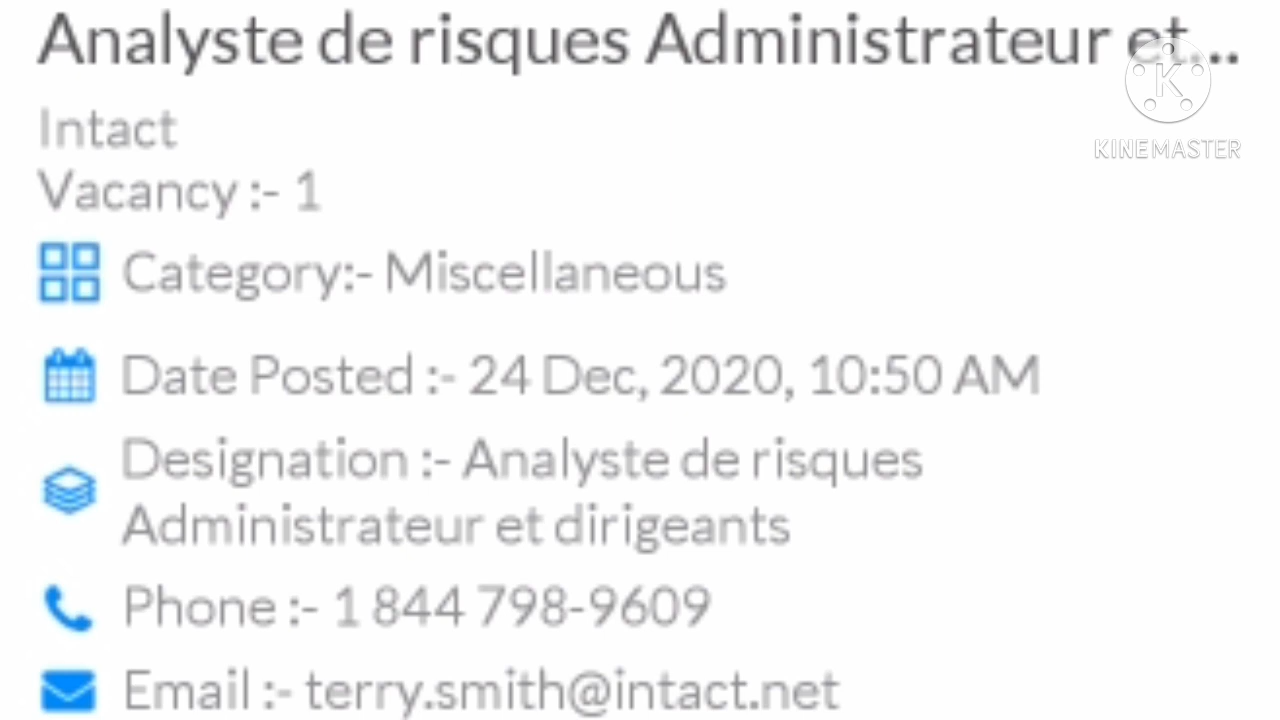 Analyste de risques Administrateur et...
KINEMASTER
Intact
Vacancy :- 1
Category:- Miscellaneous
Date Posted :- 24 Dec, 2020, 10:50 AM
Designation :- Analyste de risques
Administrateur et dirigeants
Phone :- 1 844 798-9609
Email :- terry.smith@intact.net